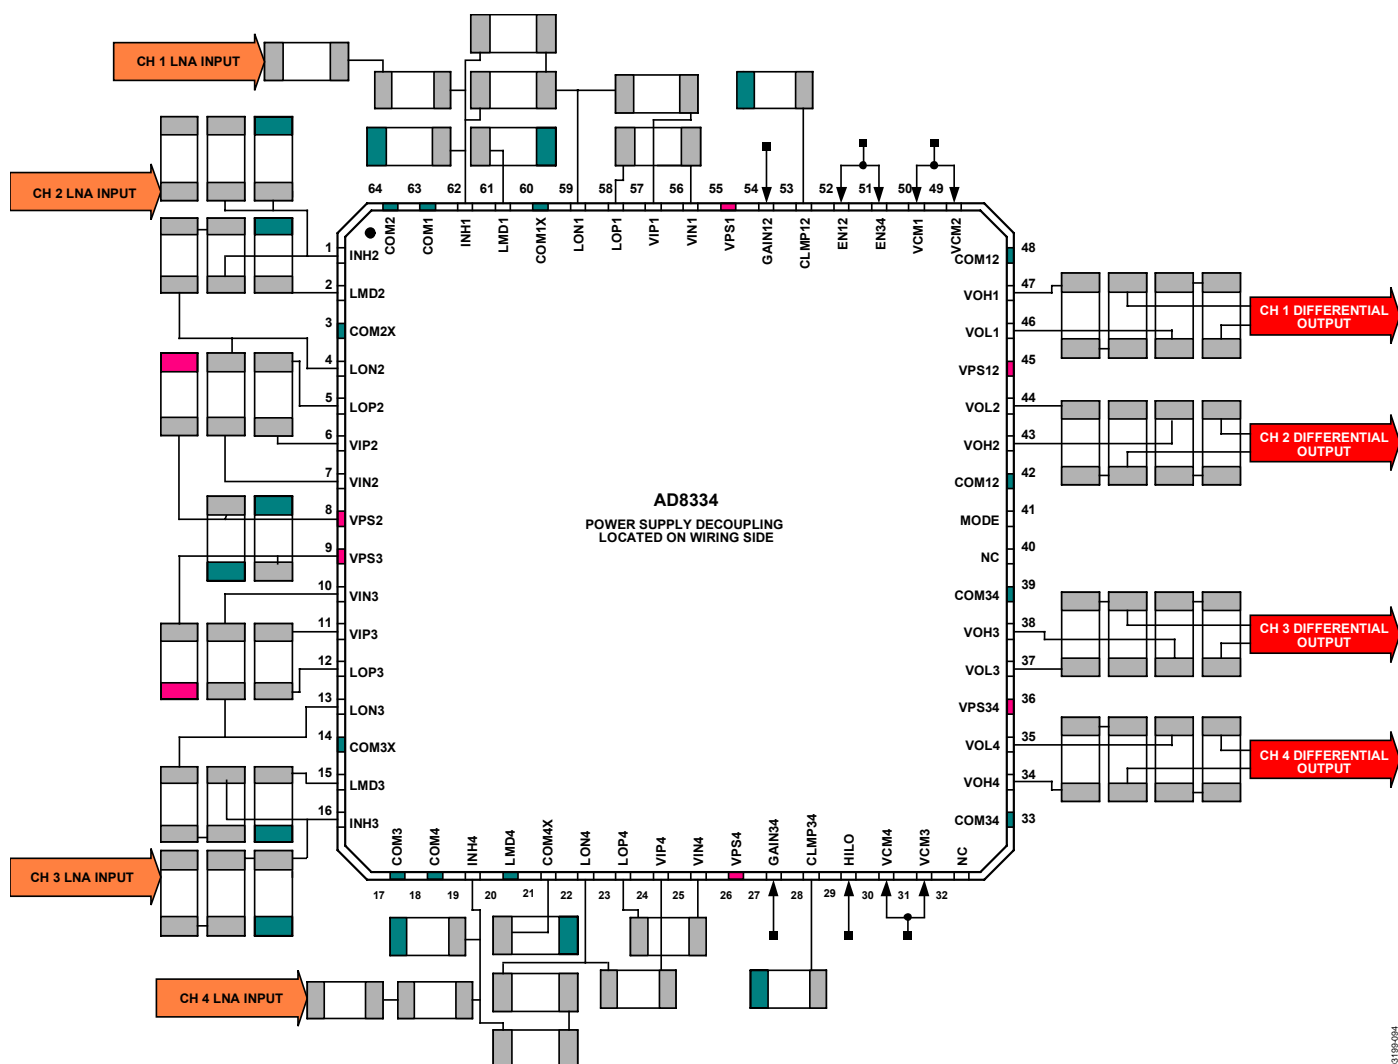 CH 1 LNA INPUT
CH 2 LNA INPUT
64 63 62 61 60 59 58 57 56 55 54 53 52 51 50 49
COM2 COM1 INH1 LMD1 COM1X LON1 LOP1 VIP1 VIN1 VPS1 GAIN12 CLMP12 EN12 EN34 VCM1 VCM2
1 INH2
2 LMD2
3 COM2X
4 LON2
5 LOP2
6 VIP2
7 VIN2
8 VPS2
9 VPS3
10 VIN3
11 VIP3
12 LOP3
13 LON3
14 COM3X
15 LMD3
16 INH3
AD8334
POWER SUPPLY DECOUPLING
LOCATED ON WIRING SIDE
COM12 48
VOH1 47
VOL1 46
VPS12 45
VOL2 44
VOH2 43
COM12 42
MODE 41
NC 40
COM34 39
VOH3 38
VOL3 37
VPS34 36
VOL4 35
VOH4 34
COM34 33
CH 1 DIFFERENTIAL
OUTPUT
CH 2 DIFFERENTIAL
OUTPUT
CH 3 DIFFERENTIAL
OUTPUT
CH 4 DIFFERENTIAL
OUTPUT
COM3 COM4 INH4 LMD4 COM4X LON4 LOP4 VIP4 VIN4 VPS4 GAIN34 CLMP34 HILO VCM4 VCM3 NC
17 18 19 20 21 22 23 24 25 26 27 28 29 30 31 32
CH 3 LNA INPUT
CH 4 LNA INPUT
03199-094